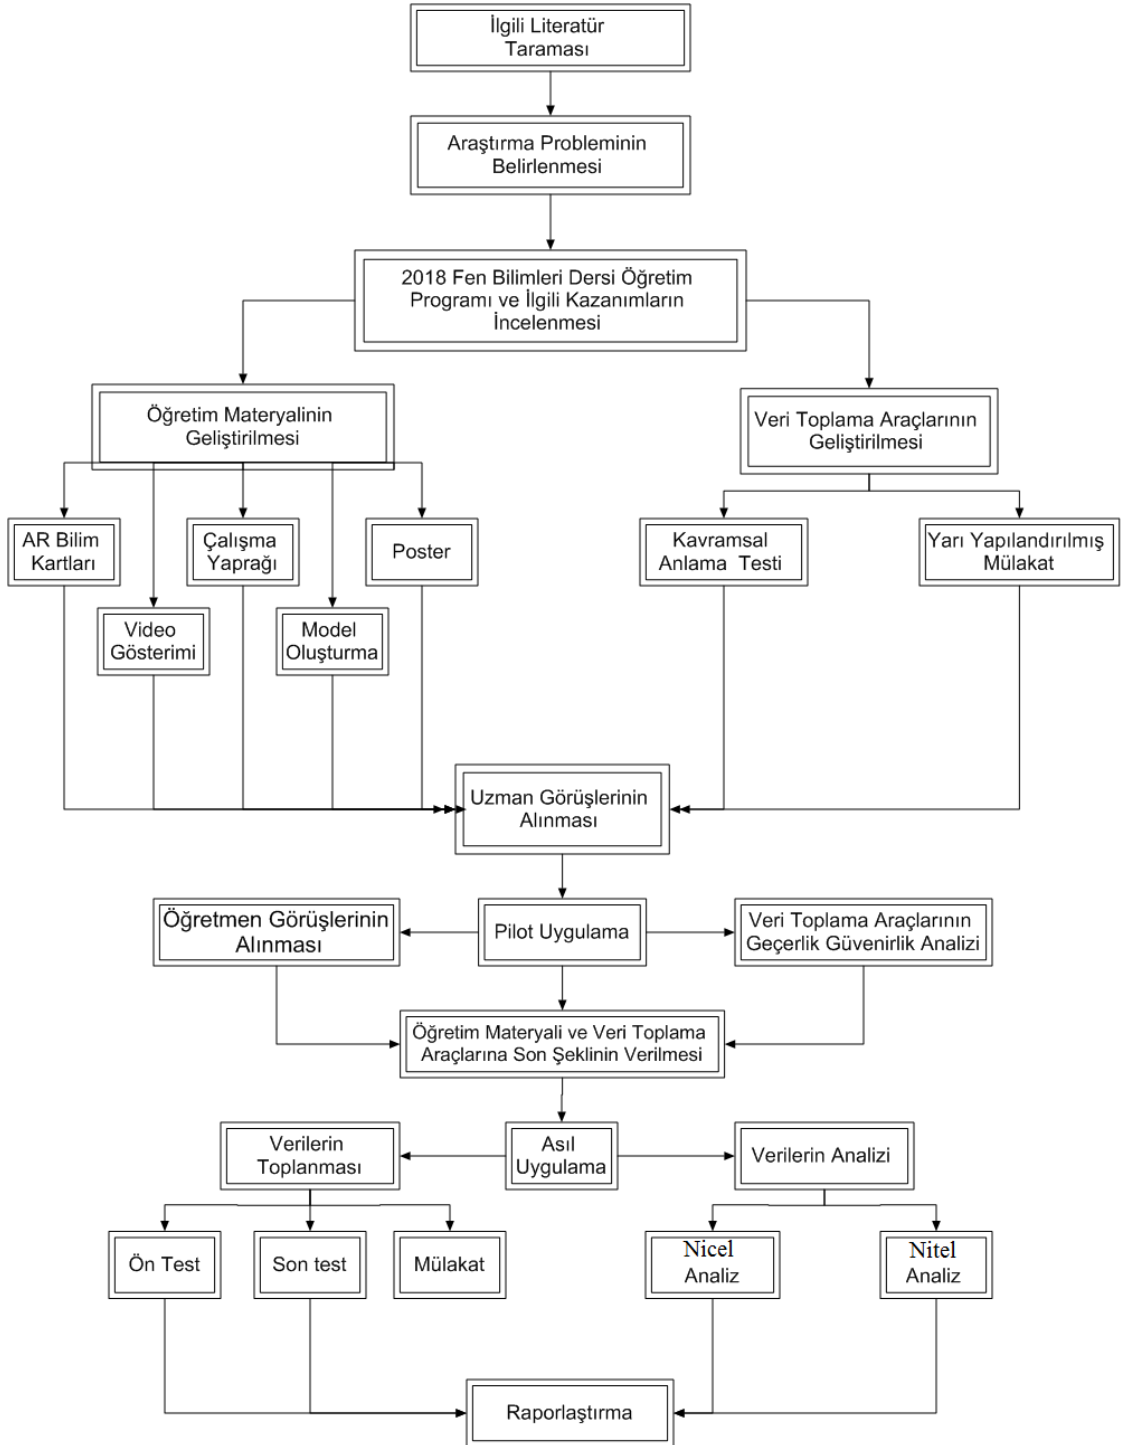 İlgili Literatür
Taraması
Araştırma Probleminin
Belirlenmesi
2018 Fen Bilimleri Dersi Öğretim
Programı ve İlgili Kazanımların
İncelenmesi
Öğretim Materyalinin
Geliştirilmesi
Veri Toplama Araçlarının
Geliştirilmesi
AR Bilim
Kartları
Çalışma
Yaprağı
Poster
Kavramsal
Anlama Testi
Yarı Yapılandırılmış
Mülakat
Video
Gösterimi
Model
Oluşturma
Uzman Görüşlerinin
Alınması
Öğretmen Görüşlerinin
Alınması
Pilot Uygulama
Veri Toplama Araçlarının
Geçerlik Güvenirlik Analizi
Öğretim Materyali ve Veri Toplama
Araçlarına Son Şeklinin Verilmesi
Verilerin
Toplanması
Asıl
Uygulama
Verilerin Analizi
Ön Test
Son test
Mülakat
Nicel
Analiz
Nitel
Analiz
Raporlaştırma